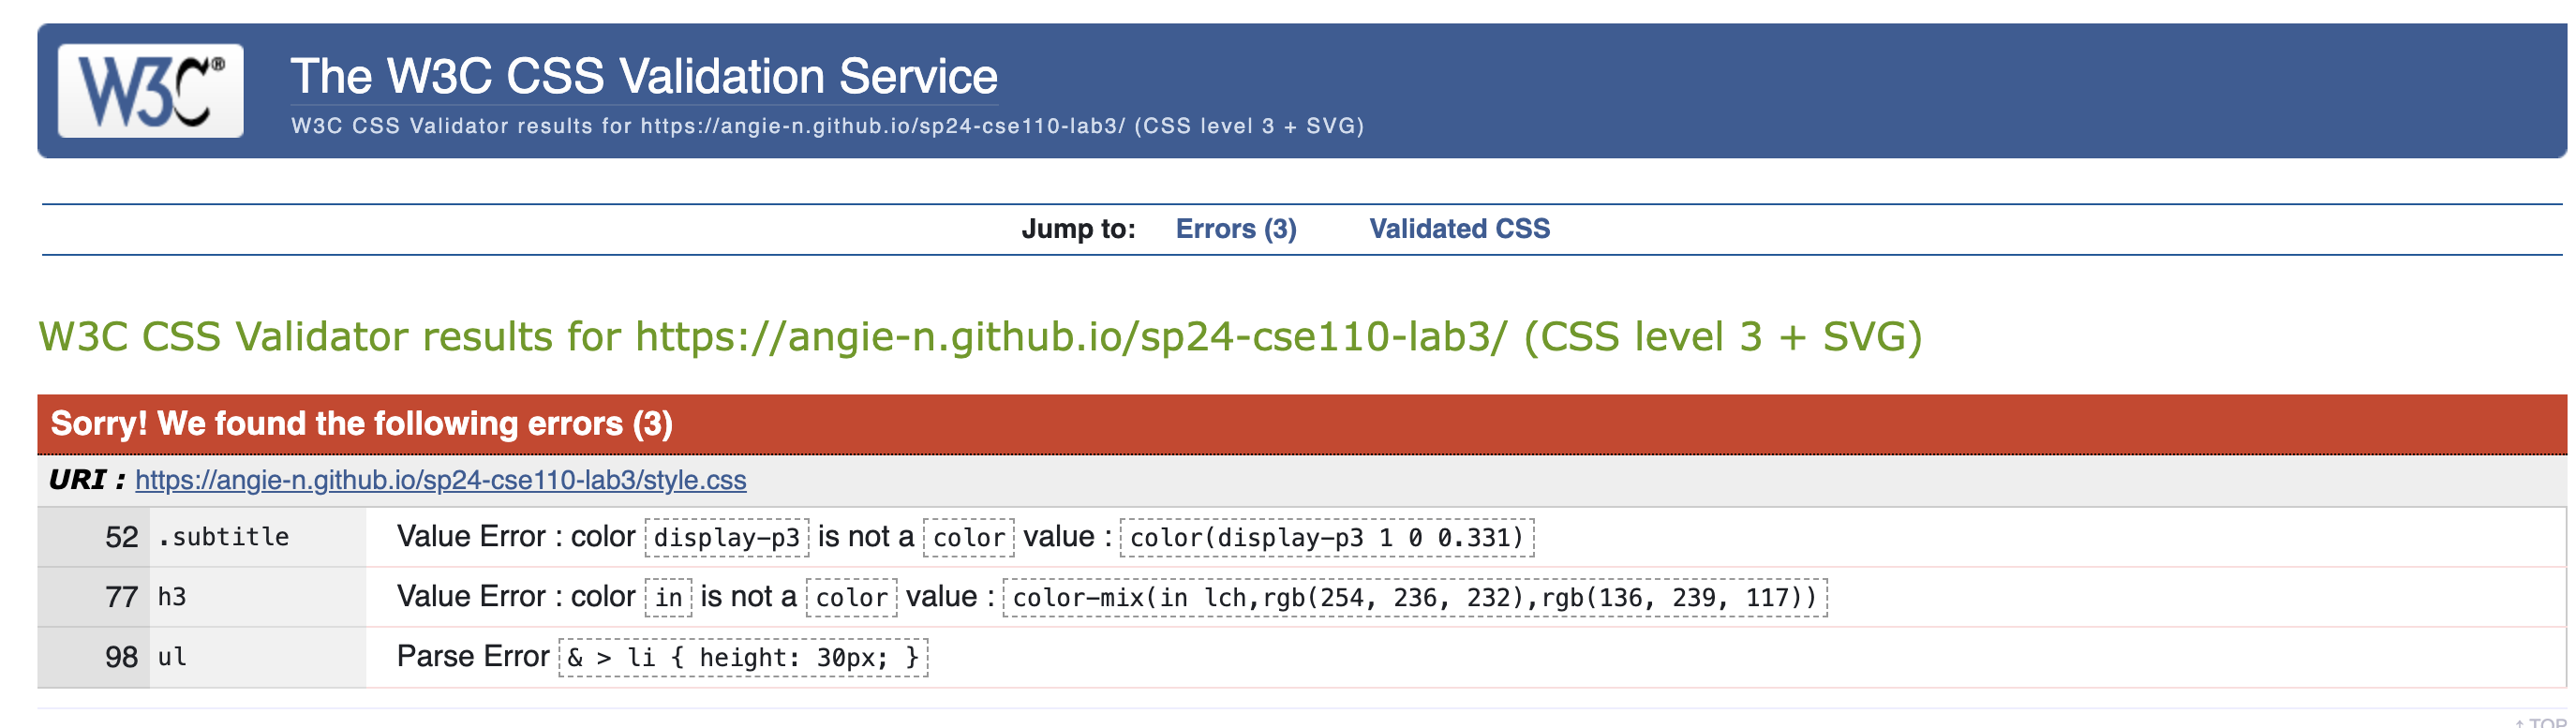 W3C®
The W3C CSS Validation Service
W3C CSS Validator results for https://angie-n.github.io/sp24-cse110-lab3/ (CSS level 3 + SVG)
Jump to: Errors (3) Validated CSS
W3C CSS Validator results for https://angie-n.github.io/sp24-cse110-lab3/ (CSS level 3 + SVG)
Sorry! We found the following errors (3)
URI : https://angie-n.github.io/sp24-cse110-lab3/style.css
52 .subtitle Value Error : color display-p3 is not a color value : color(display-p3 1 0 0.331)
77 h3 Value Error : color in is not a color value : color-mix(in lch,rgb(254, 236, 232),rgb(136, 239, 117))
98 ul Parse Error & > li { height: 30px; }
↑ TOP